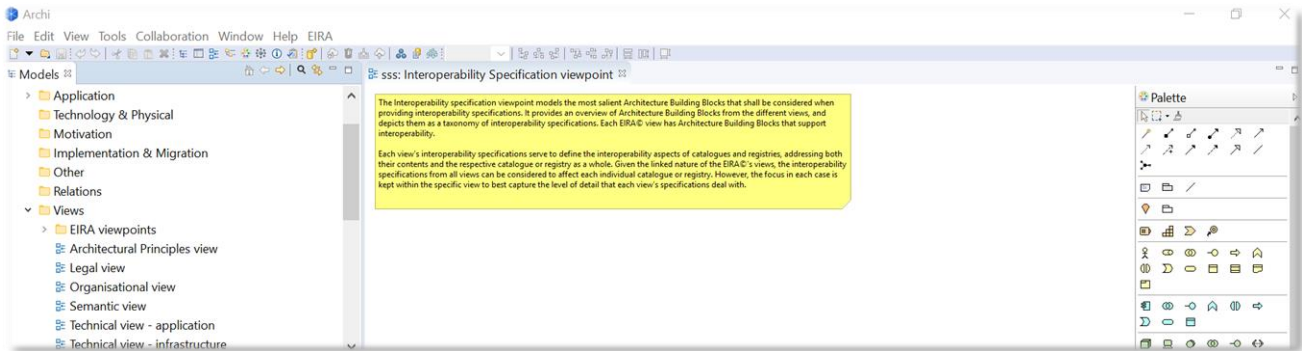 Archi
File Edit View Tools Collaboration Window Help EIRA
Models
sss: Interoperability Specification viewpoint
Application
Technology & Physical
Motivation
Implementation & Migration
Other
Relations
Views
EIRA viewpoints
Architectural Principles view
Legal view
Organisational view
Semantic view
Technical view - application
Technical view - infrastructure
The Interoperability specification viewpoint models the most salient Architecture Building Blocks that shall be considered when
providing interoperability specifications. It provides an overview of Architecture Building Blocks from the different views, and
depicts them as a taxonomy of interoperability specifications. Each EIRA© view has Architecture Building Blocks that support
interoperability.
Each view's interoperability specifications serve to define the interoperability aspects of catalogues and registries, addressing both
their contents and the respective catalogue or registry as a whole. Given the linked nature of the EIRA©'s views, the interoperability
specifications from all views can be considered to affect each individual catalogue or registry. However, the focus in each case is
kept within the specific view to best capture the level of detail that each view's specifications deal with.
Palette